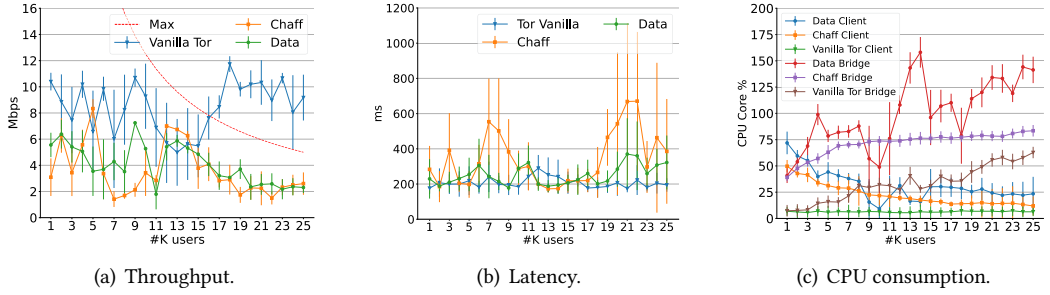 16
14
12
10
8
6
4
2
0
Mbps
Max
Vanilla Tor
Chaff
Data
1 3 5 7 9 11 13 15 17 19 21 23 25
#K users
(a) Throughput.
1200
1000
800
600
400
200
0
ms
Tor Vanilla
Chaff
Data
1 3 5 7 9 11 13 15 17 19 21 23 25
#K users
(b) Latency.
200
175
150
125
100
75
50
25
0
CPU Core %
Data Client
Chaff Client
Vanilla Tor Client
Data Bridge
Chaff Bridge
Vanilla Tor Bridge
1 3 5 7 9 11 13 15 17 19 21 23 25
#K users
(c) CPU consumption.